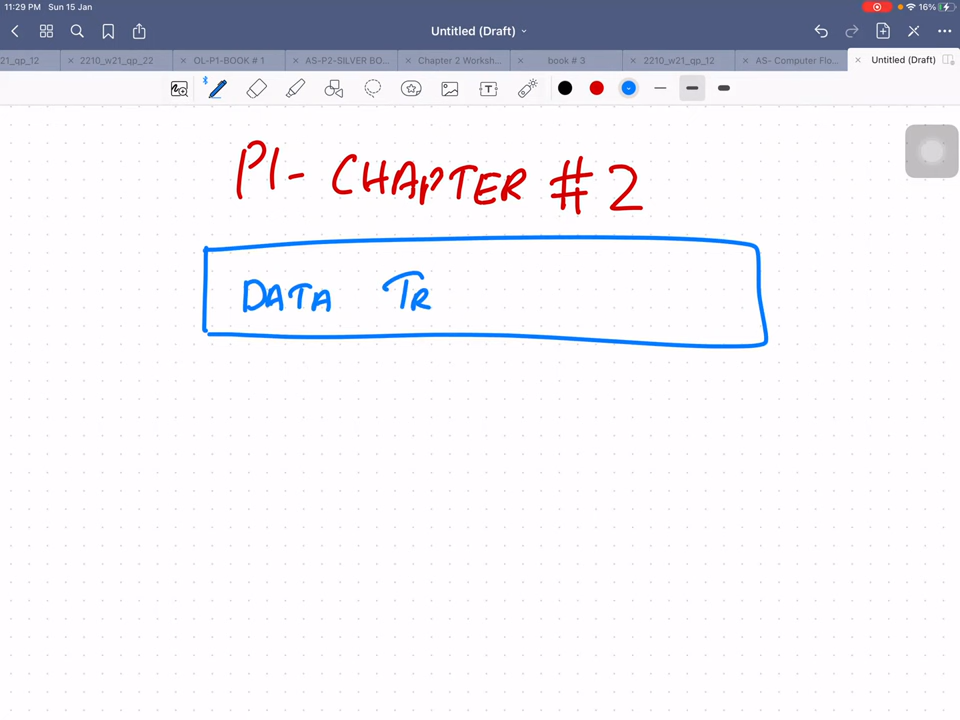 11:29 PM Sun 15 Jan 16%
Untitled (Draft)
21_qp_12 2210_w21_qp_22 OL-P1-BOOK # 1 AS-P2-SILVER BO... Chapter 2 Worksh... book # 3 2210_w21_qp_12 AS- Computer Flo... Untitled (Draft)
T
P1- CHAPTER # 2
DATA TR